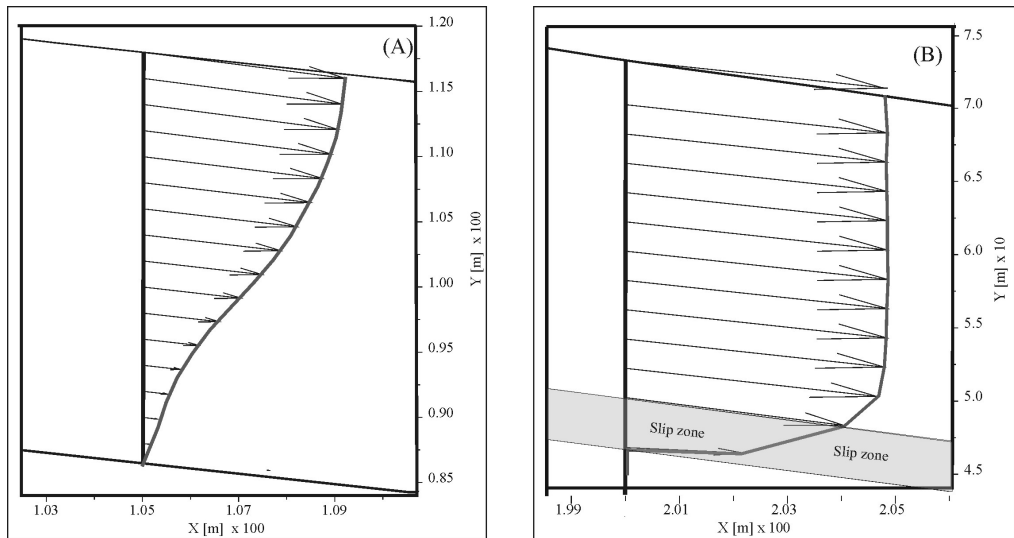 (A)
1.20
1.15
1.10
1.05
1.00
0.95
0.90
0.85
Y [m] x 100
1.03
1.05
1.07
1.09
X [m] x 100
(B)
7.5
7.0
6.5
6.0
5.5
5.0
4.5
Y [m] x 10
Slip zone
Slip zone
1.99
2.01
2.03
2.05
X [m] x 100